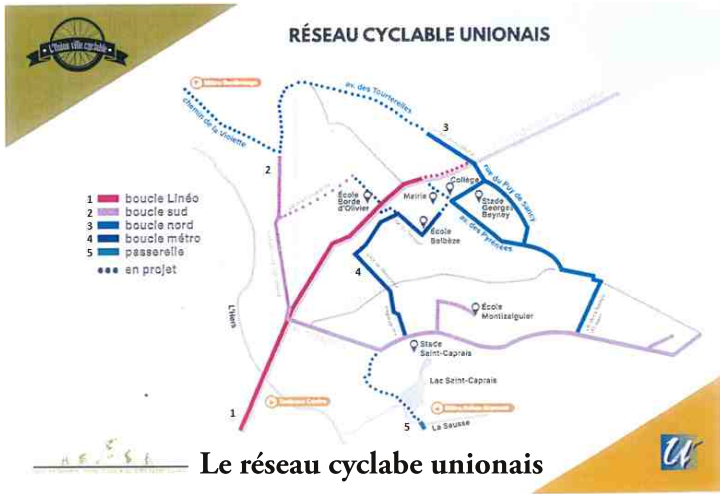 L'Union ville cyclable
RÉSEAU CYCLABLE UNIONAIS
av. des Tourterelles
chemin de la Violette
3
2
rue du Puy de Sancy
Collège
École
Borde
d'Olivier
Mairie
Stade
Georges
Beyney
École
Belbèze
av. des Pyrénées
1 boucle Linéo
2 boucle sud
3 boucle nord
4 boucle métro
5 passerelle
en projet
4
L'Hers
École
Montizalguier
Stade
Saint-Caprais
Lac Saint-Caprais
Toulouse Centre
1
5
La Sausse
Le réseau cyclabe unionais